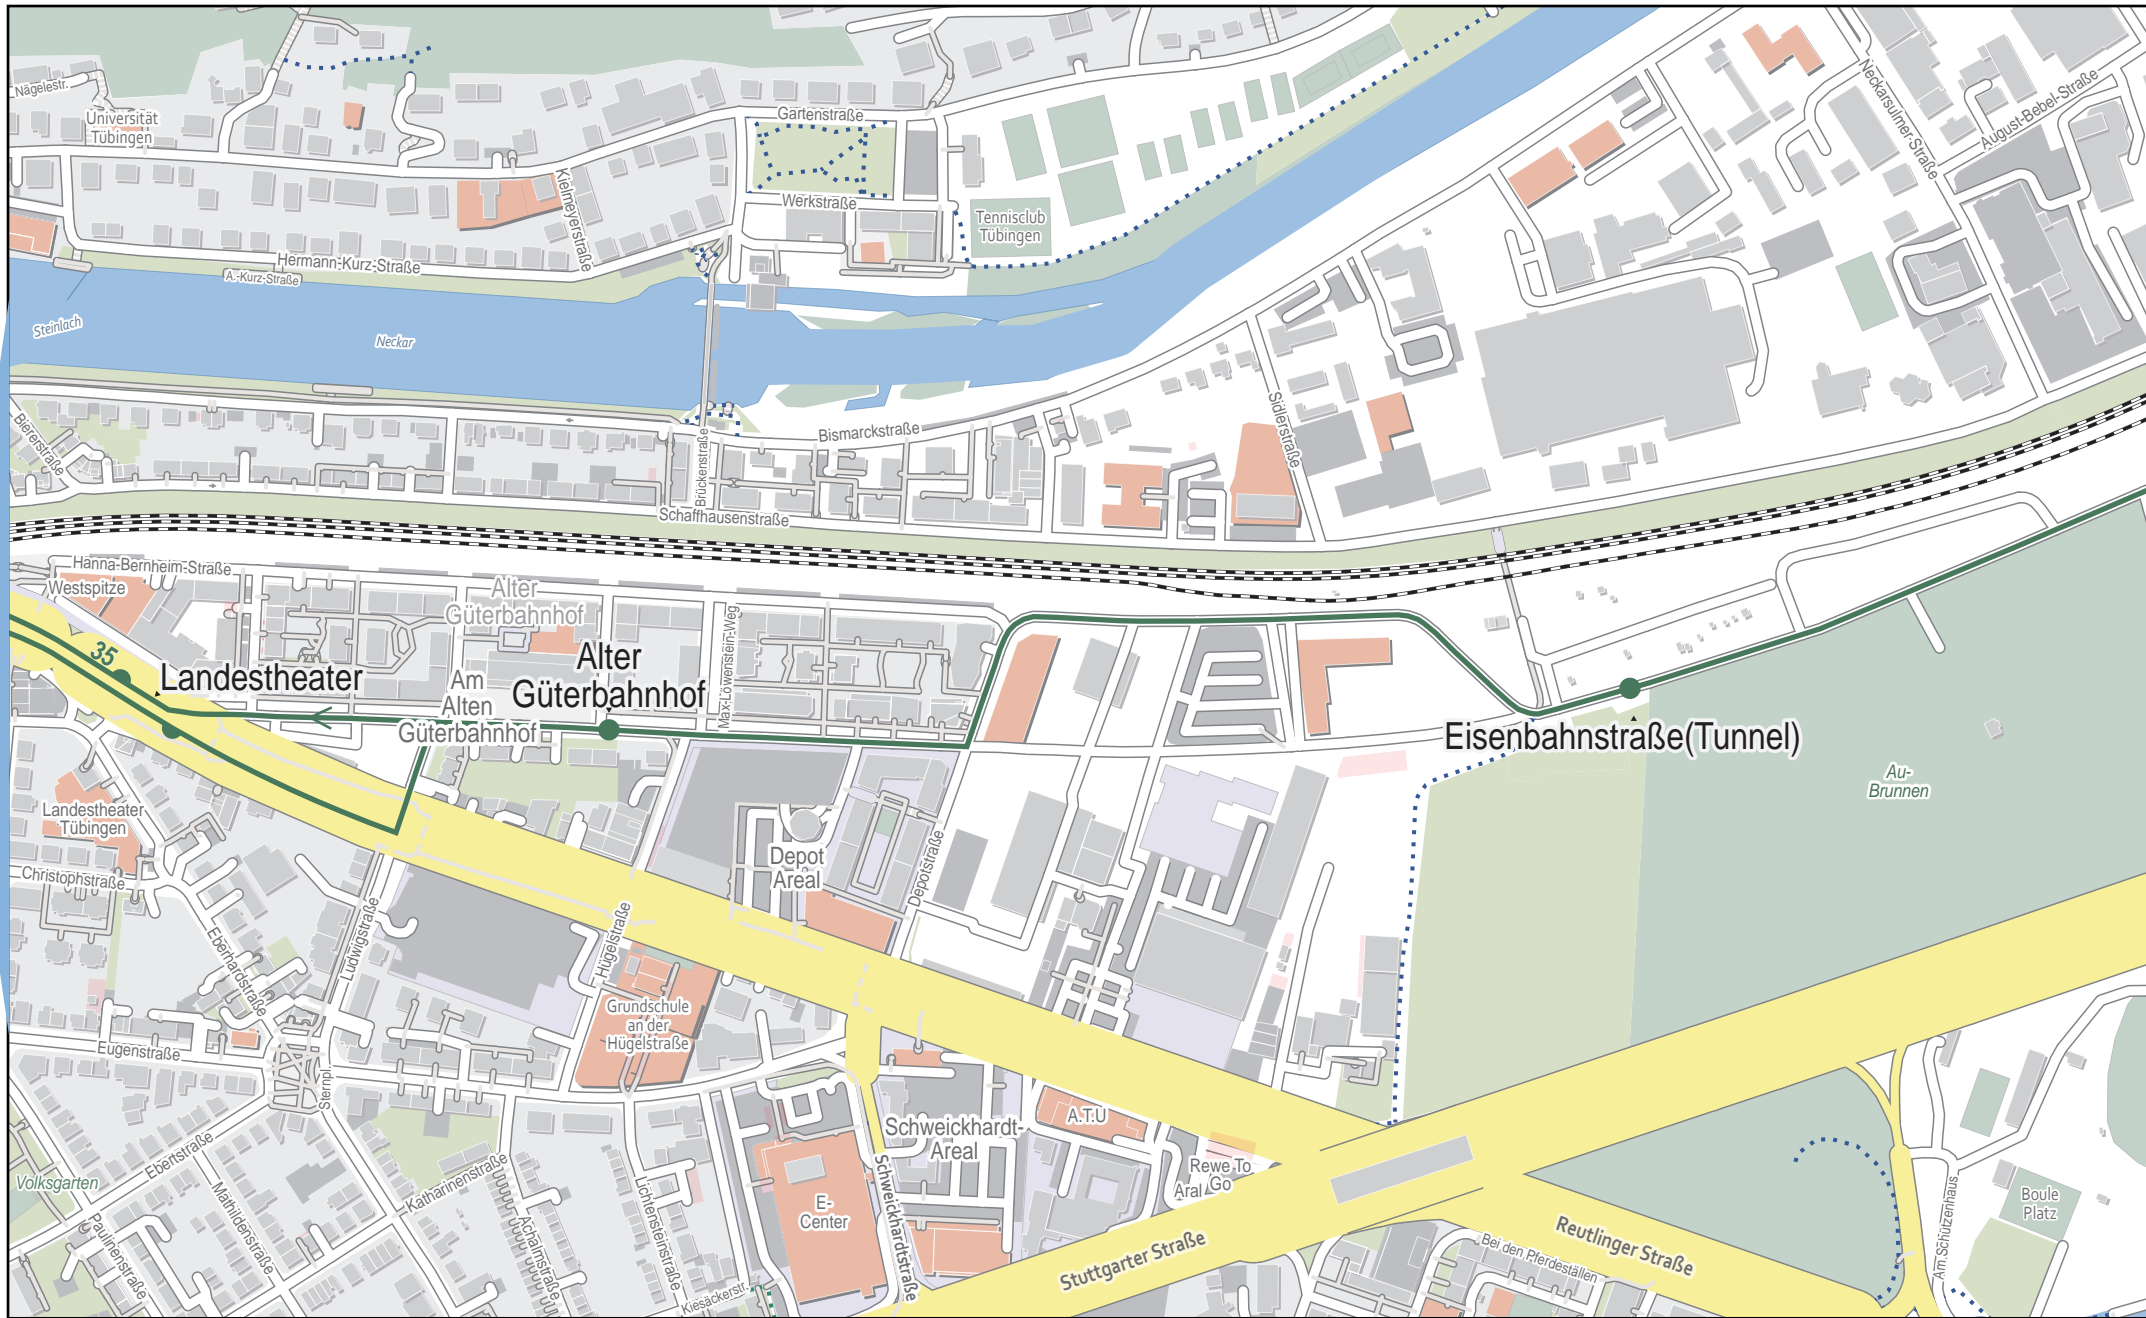 Nägelestr.
Universität
Tübingen
Gartenstraße
Werkstraße
Kielmeyerstraße
Tennisclub
Tübingen
Hermann-Kurz-Straße
A.-Kurz-Straße
Steinlach
Neckar
Neckarsulmer-Straße
August-Bebel-Straße
Sidlerstraße
Biererstraße
Bismarckstraße
Brückenstraße
Schaffhausenstraße
Hanna-Bernheim-Straße
Westspitze
Alter
Güterbahnhof
35
Landestheater
Am
Alten
Güterbahnhof
Alter
Güterbahnhof
Max-Löwenstein-Weg
Eisenbahnstraße(Tunnel)
Au-
Brunnen
Landestheater
Tübingen
Christophstraße
Depot
Areal
Depotstraße
Eberhardstraße
Ludwigstraße
Hügelstraße
Grundschule
an der
Hügelstraße
Eugenstraße
Sternpl.
Ebertstraße
Volksgarten
Paulinenstraße
Mathildenstraße
Katharinenstraße
Achalmstraße
Lichtensteinstraße
Kiesäckerstr.
E-
Center
Schweickhardtstraße
Schweickhardt-
Areal
A.T.U
Rewe To
Go
Aral
Stuttgarter Straße
Reutlinger Straße
Bei den Pferdeställen
Am Schützenhaus
Boule
Platz